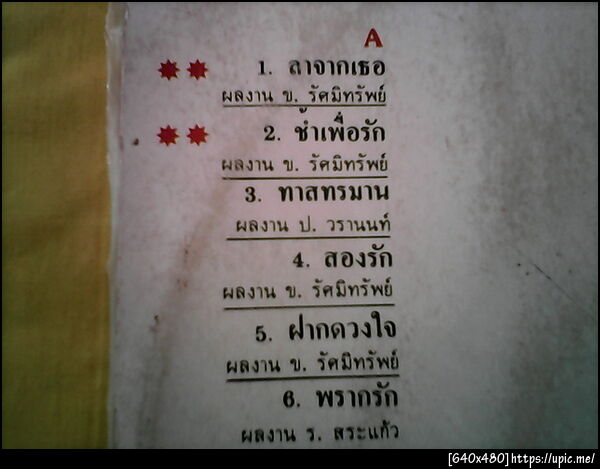 A
1. ลาจากเธอ
ผลงาน ข. รัศมิทรัพย์
2. ช้ำเพื่อรัก
ผลงาน ข. รัศมิทรัพย์
3. ทาสทรมาน
ผลงาน ป. วรานนท์
4. สองรัก
ผลงาน ข. รัศมิทรัพย์
5. ฝากดวงใจ
ผลงาน ข. รัศมิทรัพย์
6. พรากรัก
ผลงาน ร. สระแก้ว
[640x480]https://upic.me/